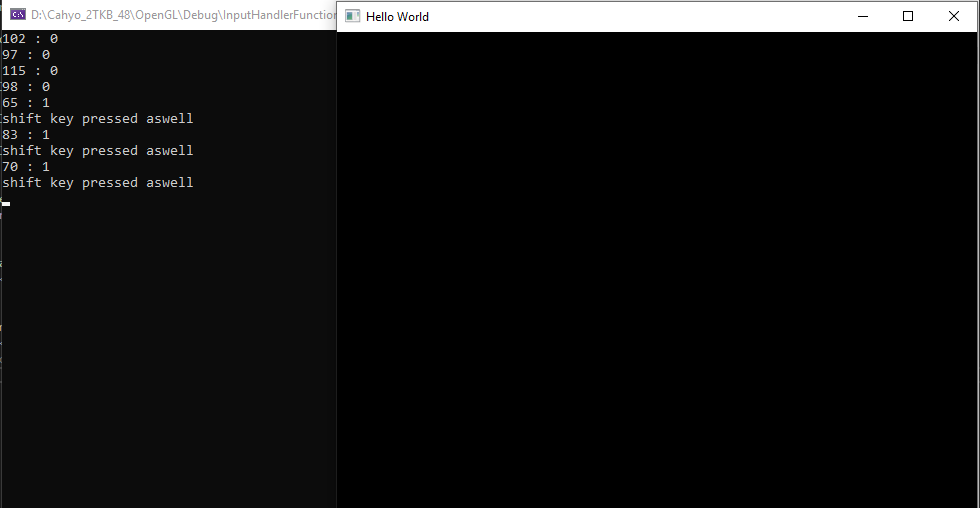 D:\Cahyo_2TKB_48\OpenGL\Debug\InputHandlerFunction
Hello World
102 : 0
97 : 0
115 : 0
98 : 0
65 : 1
shift key pressed aswell
83 : 1
shift key pressed aswell
70 : 1
shift key pressed aswell